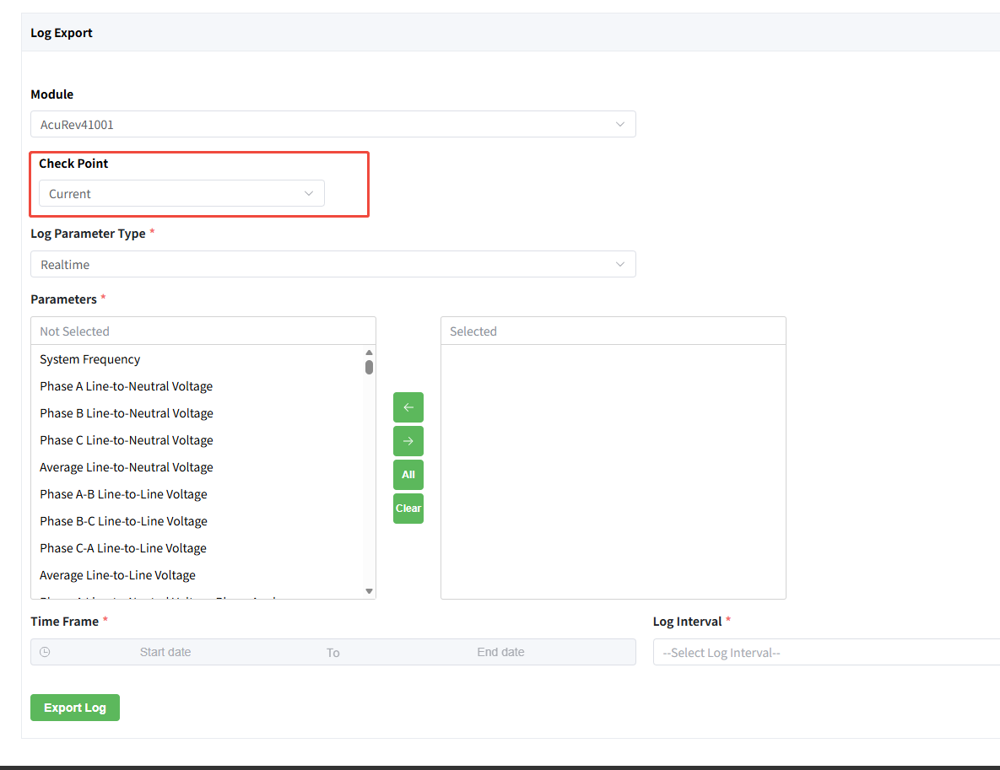 Log Export
Module
AcuRev41001
Check Point
Current
Log Parameter Type *
Realtime
Parameters *
Not Selected
Selected
System Frequency
Phase A Line-to-Neutral Voltage
Phase B Line-to-Neutral Voltage
Phase C Line-to-Neutral Voltage
Average Line-to-Neutral Voltage
Phase A-B Line-to-Line Voltage
Phase B-C Line-to-Line Voltage
Phase C-A Line-to-Line Voltage
Average Line-to-Line Voltage
All
Clear
Time Frame *
Log Interval *
Start date To End date
--Select Log Interval--
Export Log